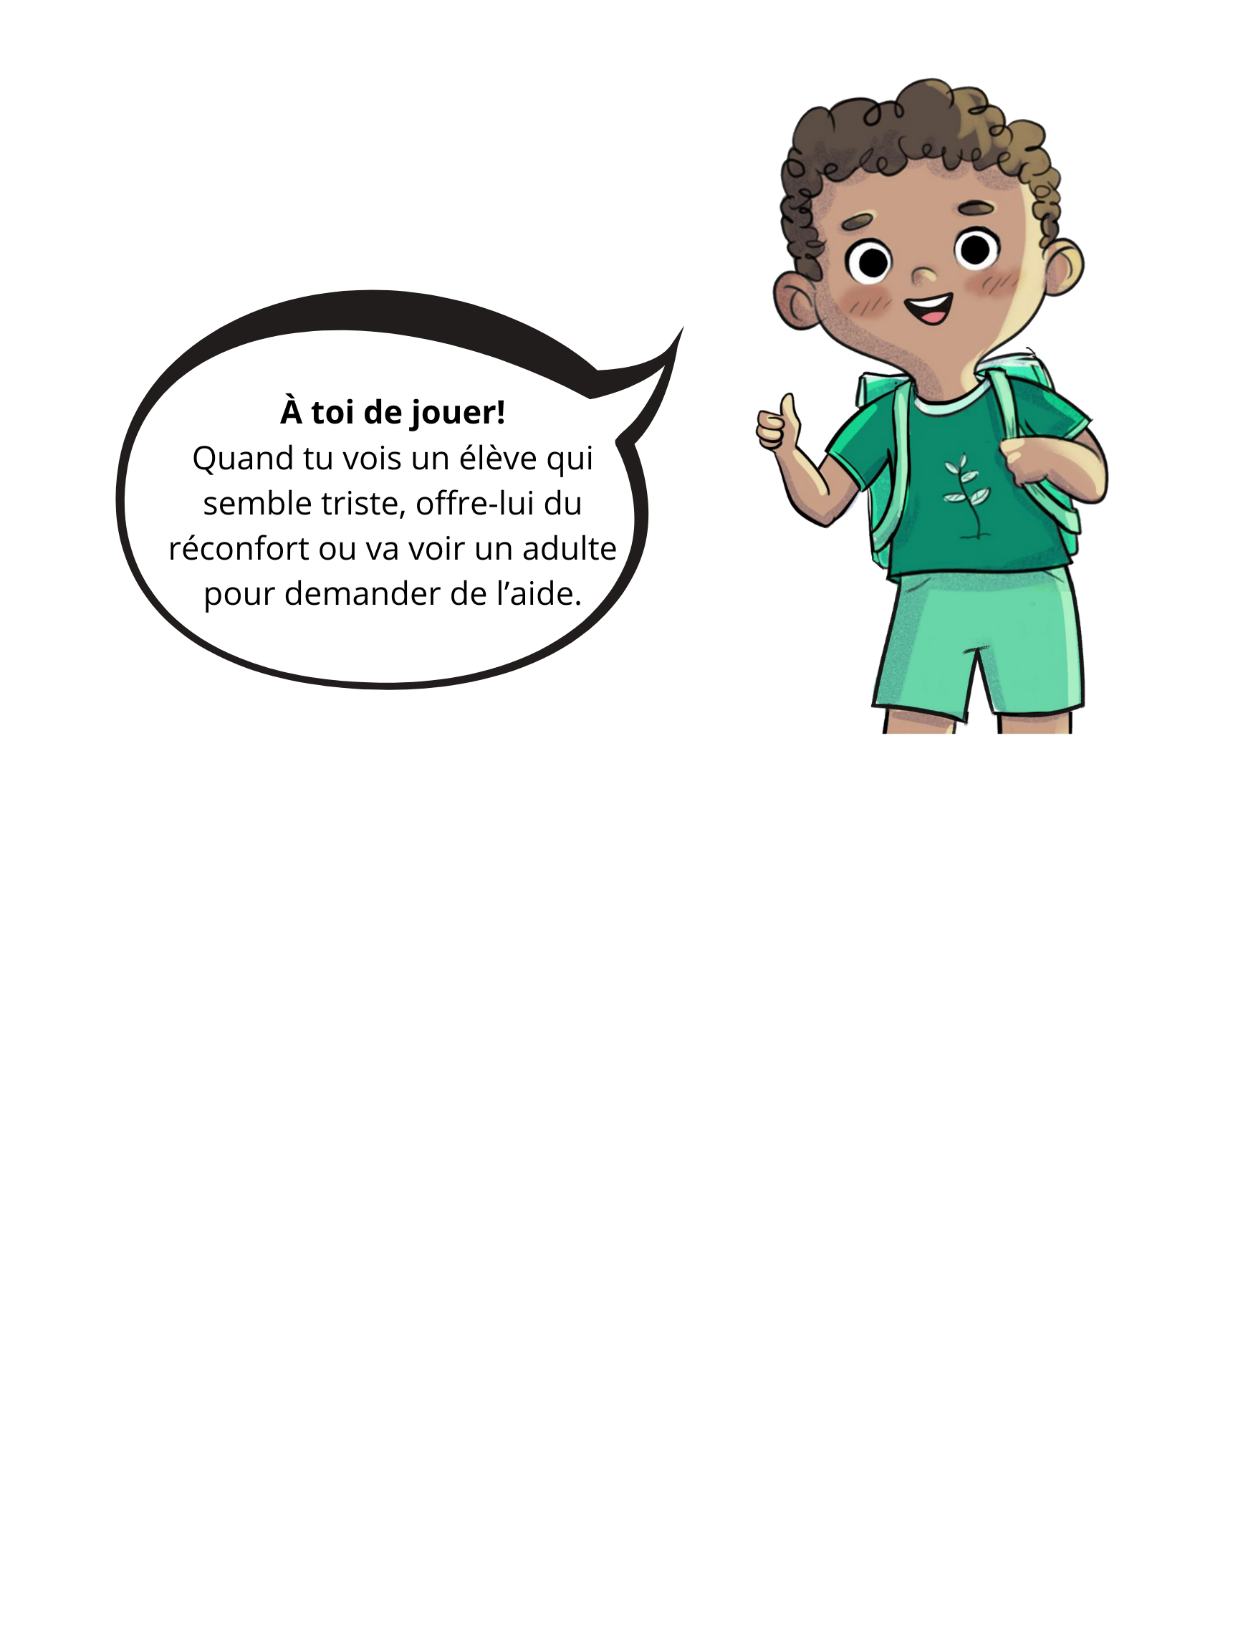 À toi de jouer!
Quand tu vois un élève qui
semble triste, offre-lui du
réconfort ou va voir un adulte
pour demander de l’aide.